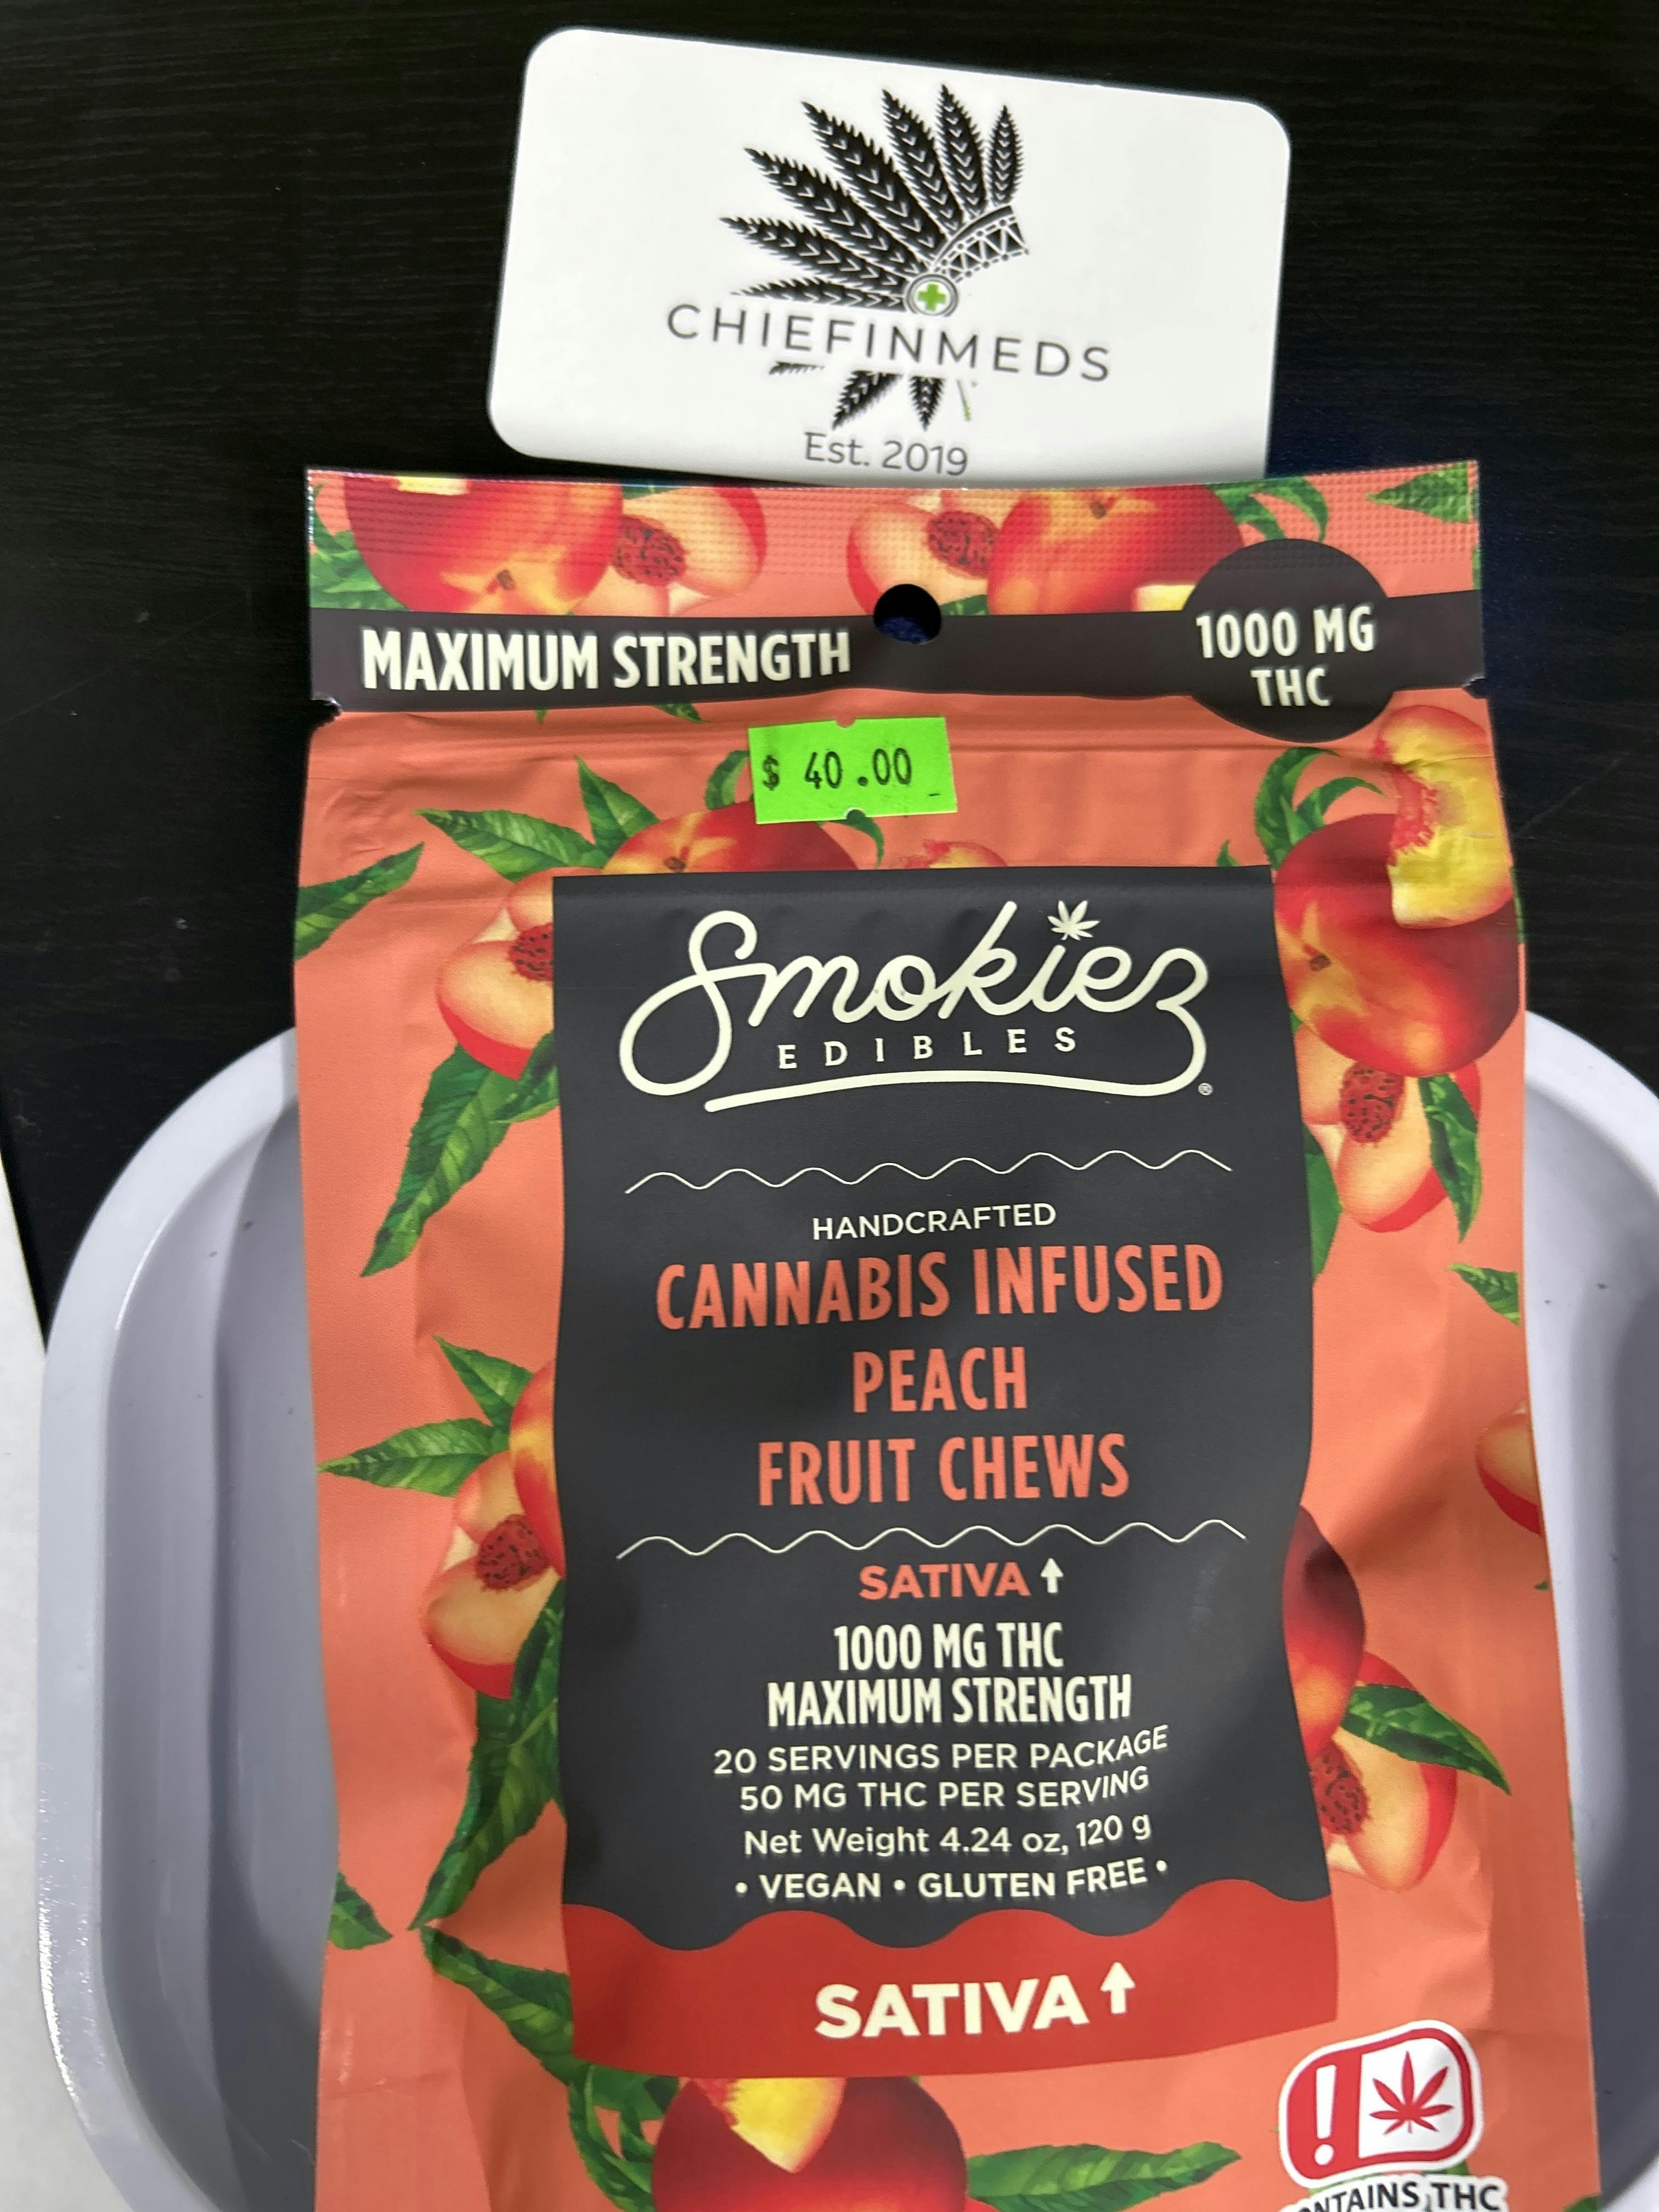 CHIEFINMEDS
Est. 2019
MAXIMUM STRENGTH
1000 MG
THC
$ 40.00
Smokiez
EDIBLES
®
HANDCRAFTED
CANNABIS INFUSED
PEACH
FRUIT CHEWS
SATIVA ↑
1000 MG THC
MAXIMUM STRENGTH
20 SERVINGS PER PACKAGE
50 MG THC PER SERVING
Net Weight 4.24 oz, 120 g
• VEGAN • GLUTEN FREE •
SATIVA ↑
!
CONTAINS THC